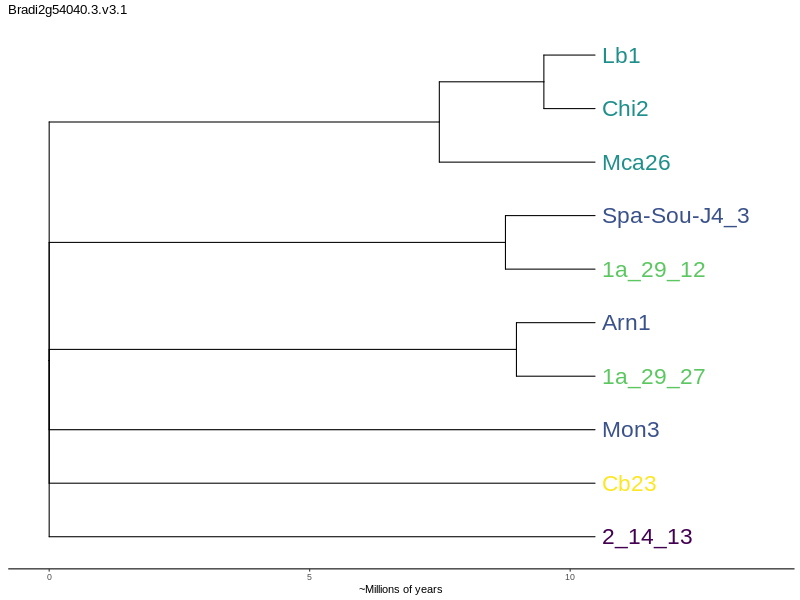 Bradi2g54040.3.v3.1
Lb1
Chi2
Mca26
Spa-Sou-J4_3
1a_29_12
Arn1
1a_29_27
Mon3
Cb23
2_14_13
0 5 10
~Millions of years